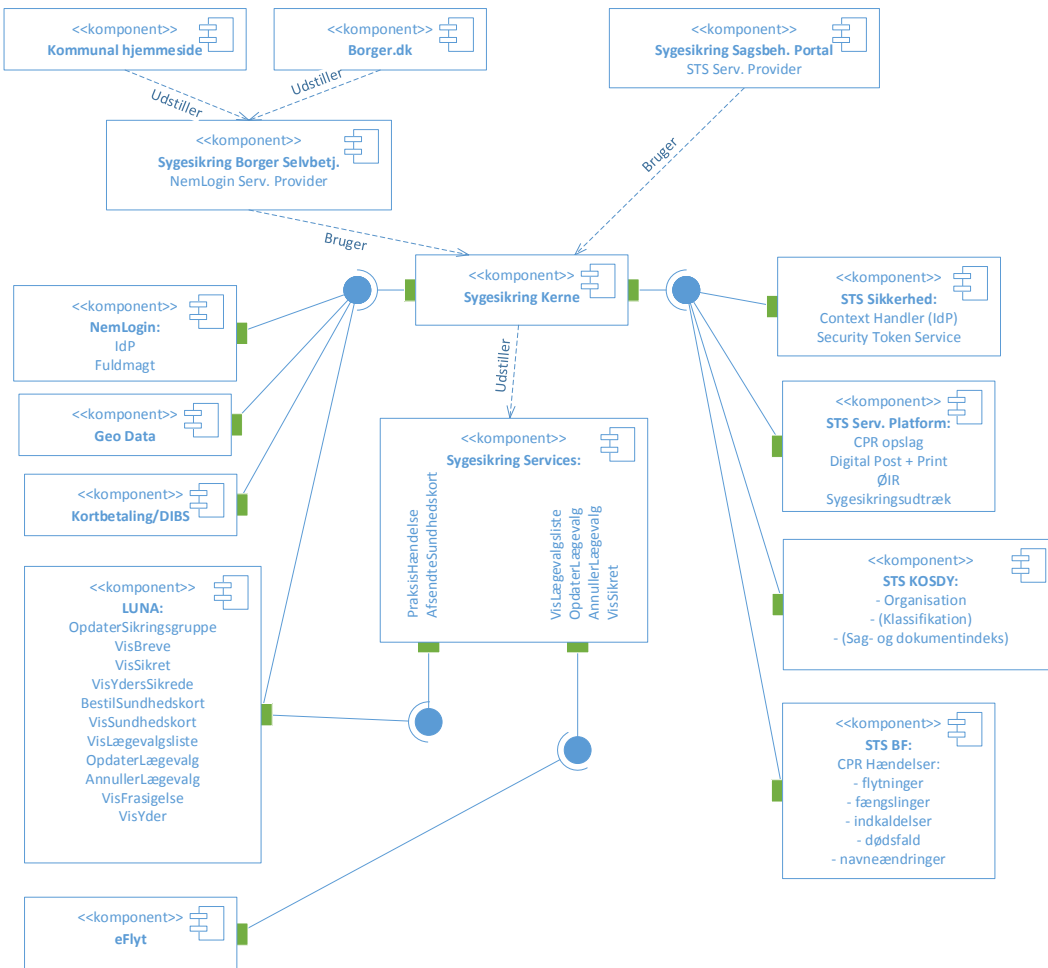 <<komponent>>
Kommunal hjemmeside
<<komponent>>
Borger.dk
<<komponent>>
Sygesikring Sagsbeh. Portal
STS Serv. Provider
Udstiller
Udstiller
<<komponent>>
Sygesikring Borger Selvbetj.
NemLogin Serv. Provider
Bruger
Bruger
<<komponent>>
Sygesikring Kerne
<<komponent>>
NemLogin:
IdP
Fuldmagt
<<komponent>>
STS Sikkerhed:
Context Handler (IdP)
Security Token Service
Udstiller
<<komponent>>
Geo Data
<<komponent>>
STS Serv. Platform:
CPR opslag
Digital Post + Print
ØIR
Sygesikringsudtræk
<<komponent>>
Sygesikring Services:
PraksisHændelse
AfsendteSundhedskort
VisLægevalgsliste
OpdaterLægevalg
AnnullerLægevalg
VisSikret
<<komponent>>
Kortbetaling/DIBS
<<komponent>>
STS KOSDY:
- Organisation
- (Klassifikation)
- (Sag- og dokumentindeks)
<<komponent>>
LUNA:
OpdaterSikringsgruppe
VisBreve
VisSikret
VisYdersSikrede
BestilSundhedskort
VisSundhedskort
VisLægevalgsliste
OpdaterLægevalg
AnnullerLægevalg
VisFrasigelse
VisYder
<<komponent>>
STS BF:
CPR Hændelser:
- flytninger
- fængslinger
- indkaldelser
- dødsfald
- navneændringer
<<komponent>>
eFlyt